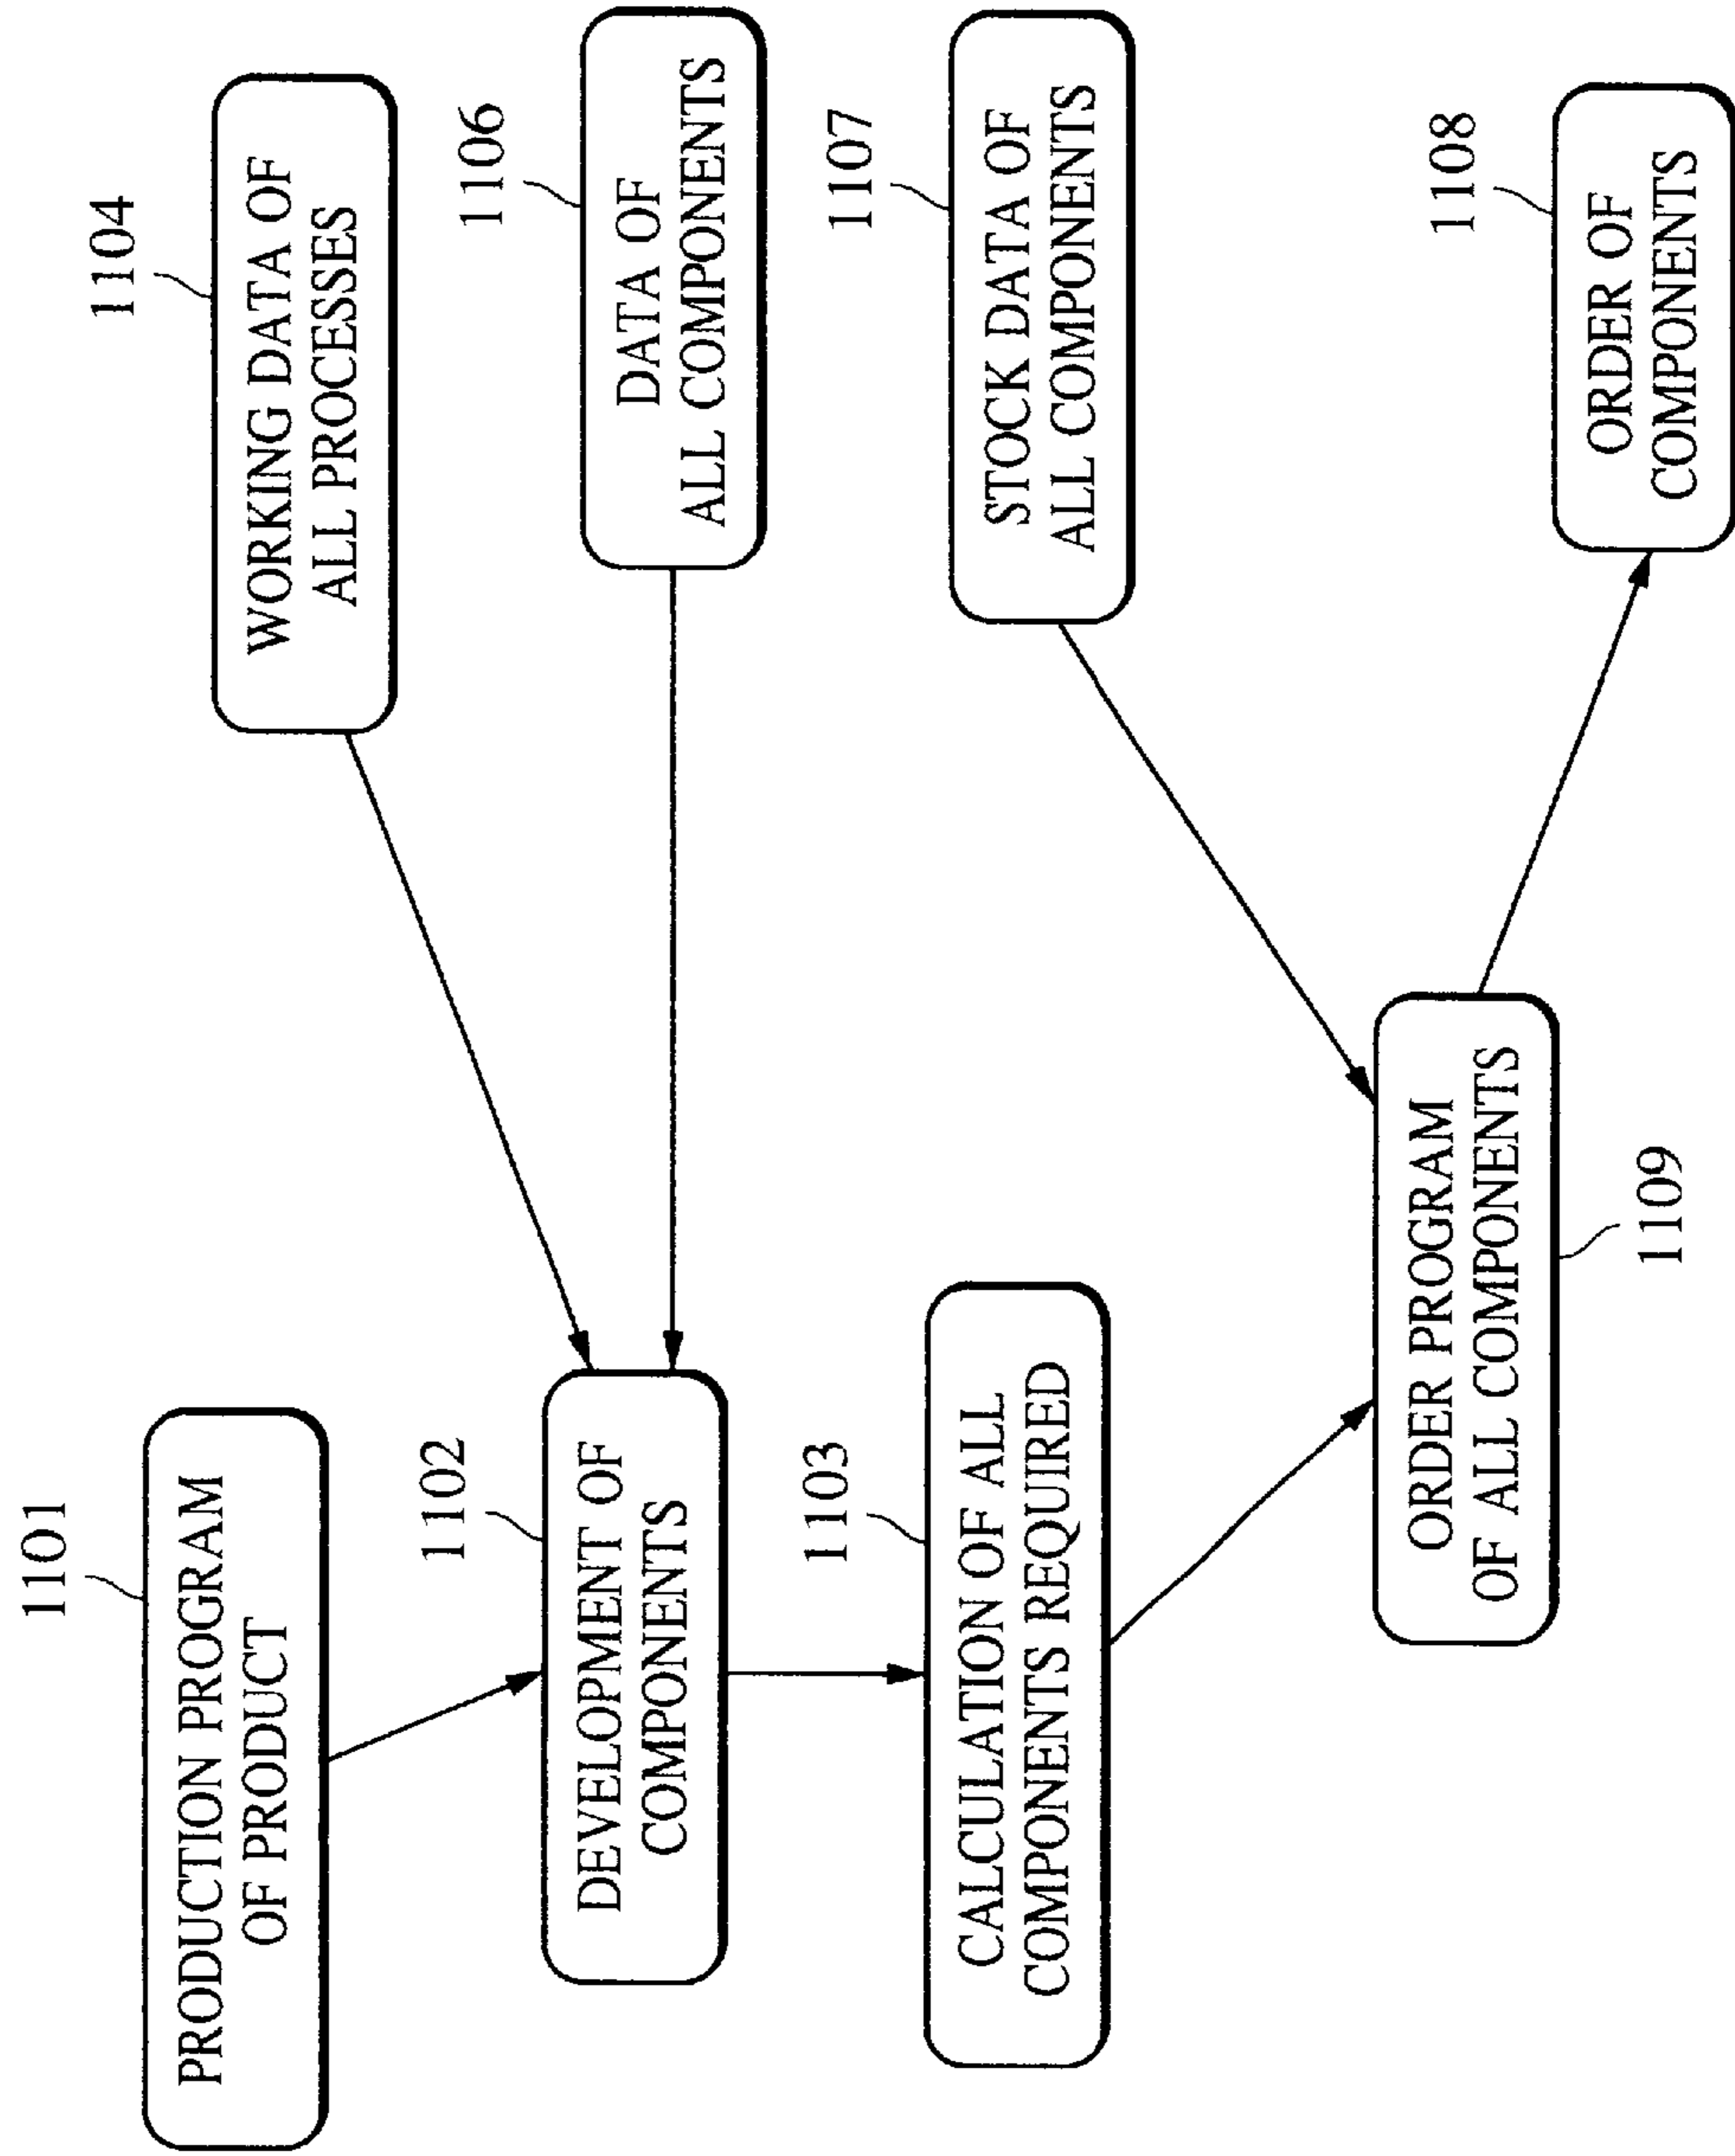 1101
PRODUCTION PROGRAM
OF PRODUCT
1104
WORKING DATA OF
ALL PROCESSES
1102
DEVELOPMENT OF
COMPONENTS
1106
DATA OF
ALL COMPONENTS
1103
CALCULATION OF ALL
COMPONENTS REQUIRED
1107
STOCK DATA OF
ALL COMPONENTS
ORDER PROGRAM
OF ALL COMPONENTS
1109
1108
ORDER OF
COMPONENTS